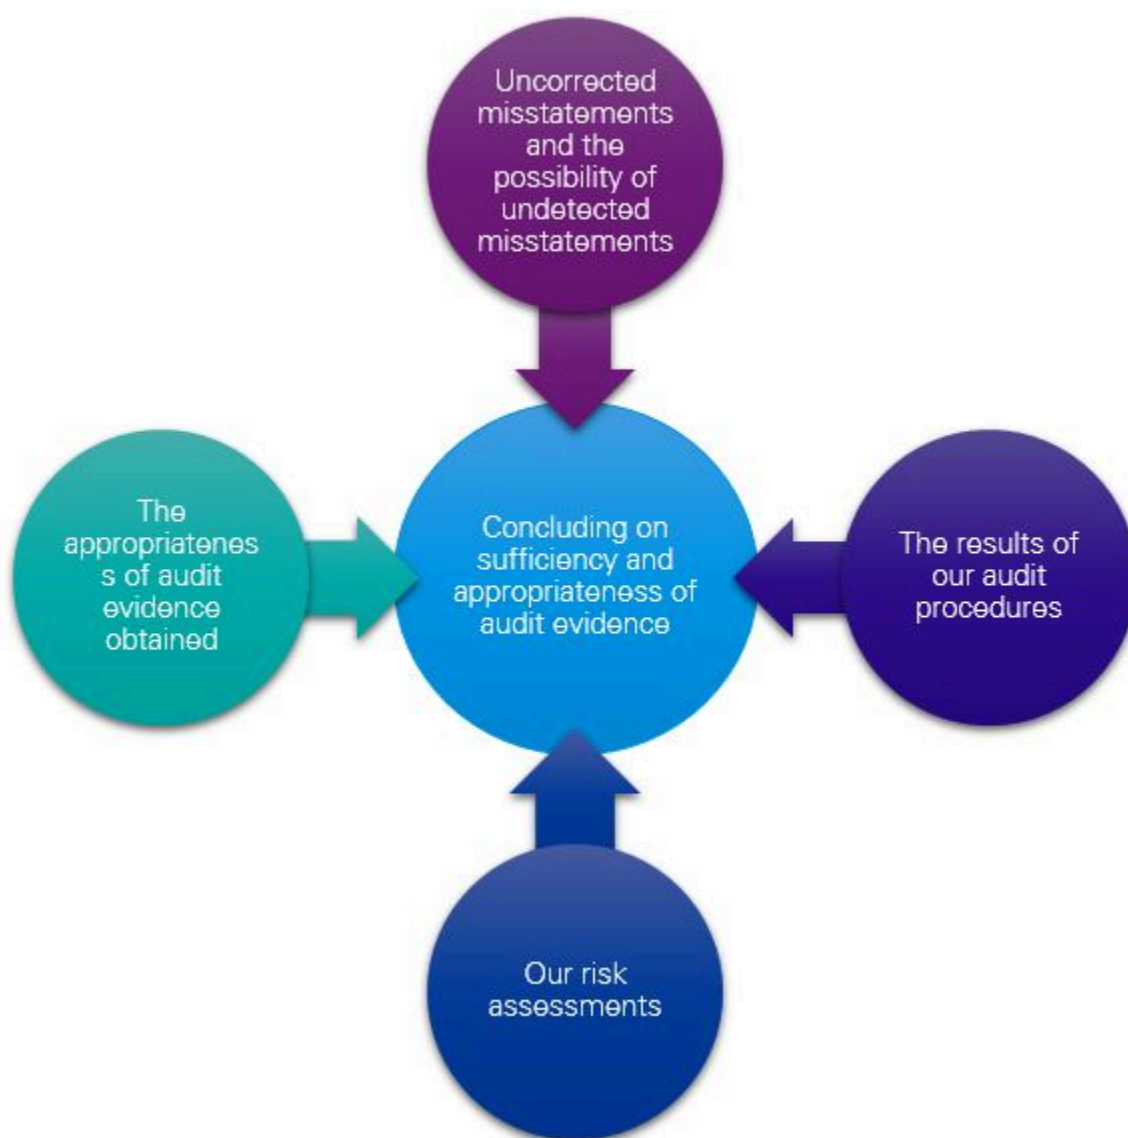 Uncorrected
misstatements
and the
possibility of
undetected
misstatements
The
appropriatenes
s of audit
evidence
obtained
Concluding on
sufficiency and
appropriateness of
audit evidence
The results of
our audit
procedures
Our risk
assessments